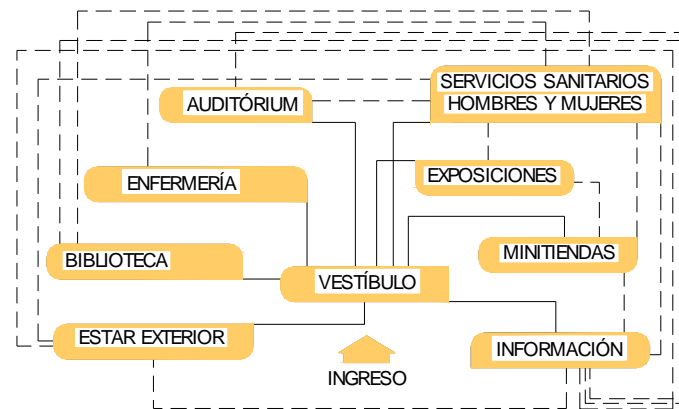 SERVICIOS SANITARIOS
HOMBRES Y MUJERES
AUDITÓRIUM
ENFERMERÍA
EXPOSICIONES
BIBLIOTECA
MINITIENDAS
VESTÍBULO
ESTAR EXTERIOR
INFORMACIÓN
INGRESO